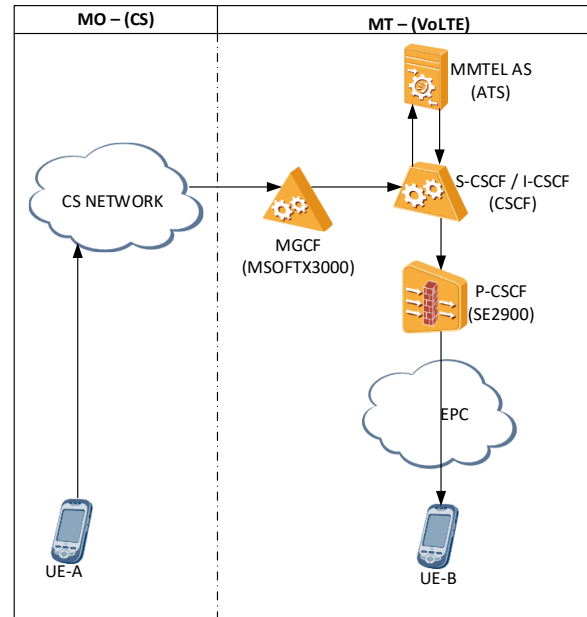 MO – (CS)
MT – (VoLTE)
MMTEL AS
(ATS)
CS NETWORK
S-CSCF / I-CSCF
(CSCF)
MGCF
(MSOFTX3000)
P-CSCF
(SE2900)
EPC
UE-A
UE-B